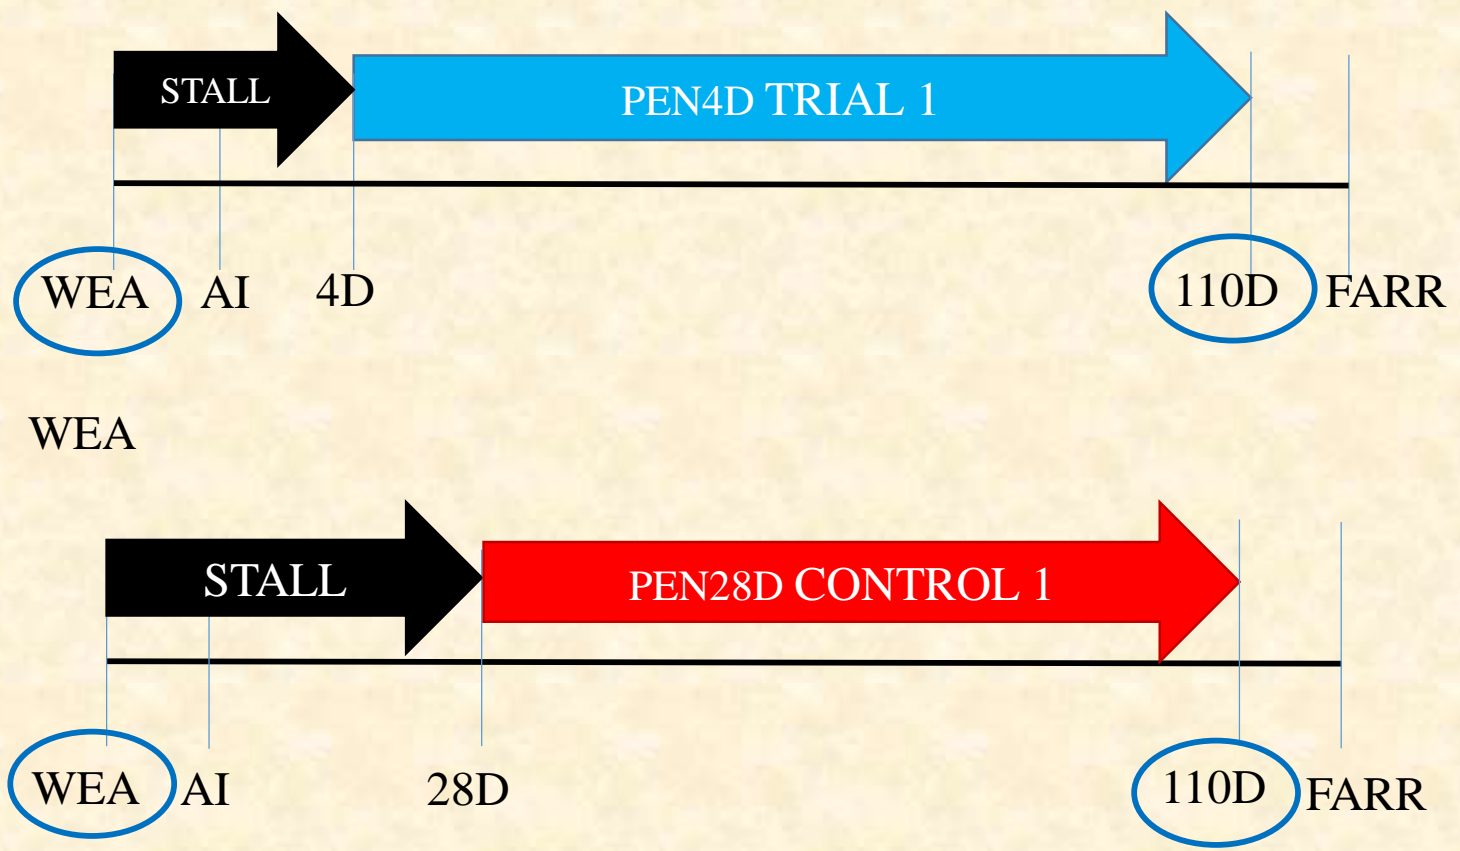 STALL
PEN4D TRIAL 1
WEA AI 4D 110D FARR
WEA
STALL
PEN28D CONTROL 1
WEA AI 28D 110D FARR